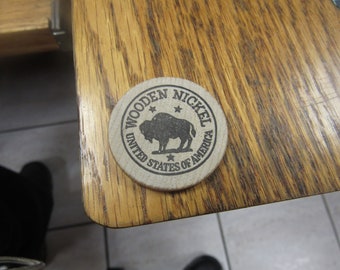 WOODEN NICKEL
UNITED STATES OF AMERICA